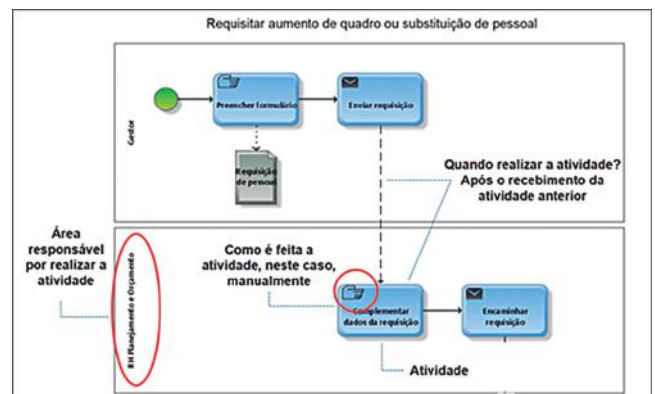 Requisitar aumento de quadro ou substituição de pessoal
Gestor
Preencher formulário
Enviar requisição
Requisição
de pessoal
Quando realizar a atividade?
Após o recebimento da
atividade anterior
Área
responsável
por realizar a
atividade
RH Planejamento e Orçamento
Como é feita a
atividade, neste caso,
manualmente
Complementar
dados da requisição
Encaminhar
requisição
Atividade